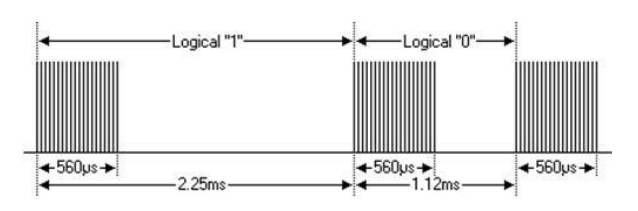 Logical "1" Logical "0"
560µs 560µs 560µs
2.25ms 1.12ms